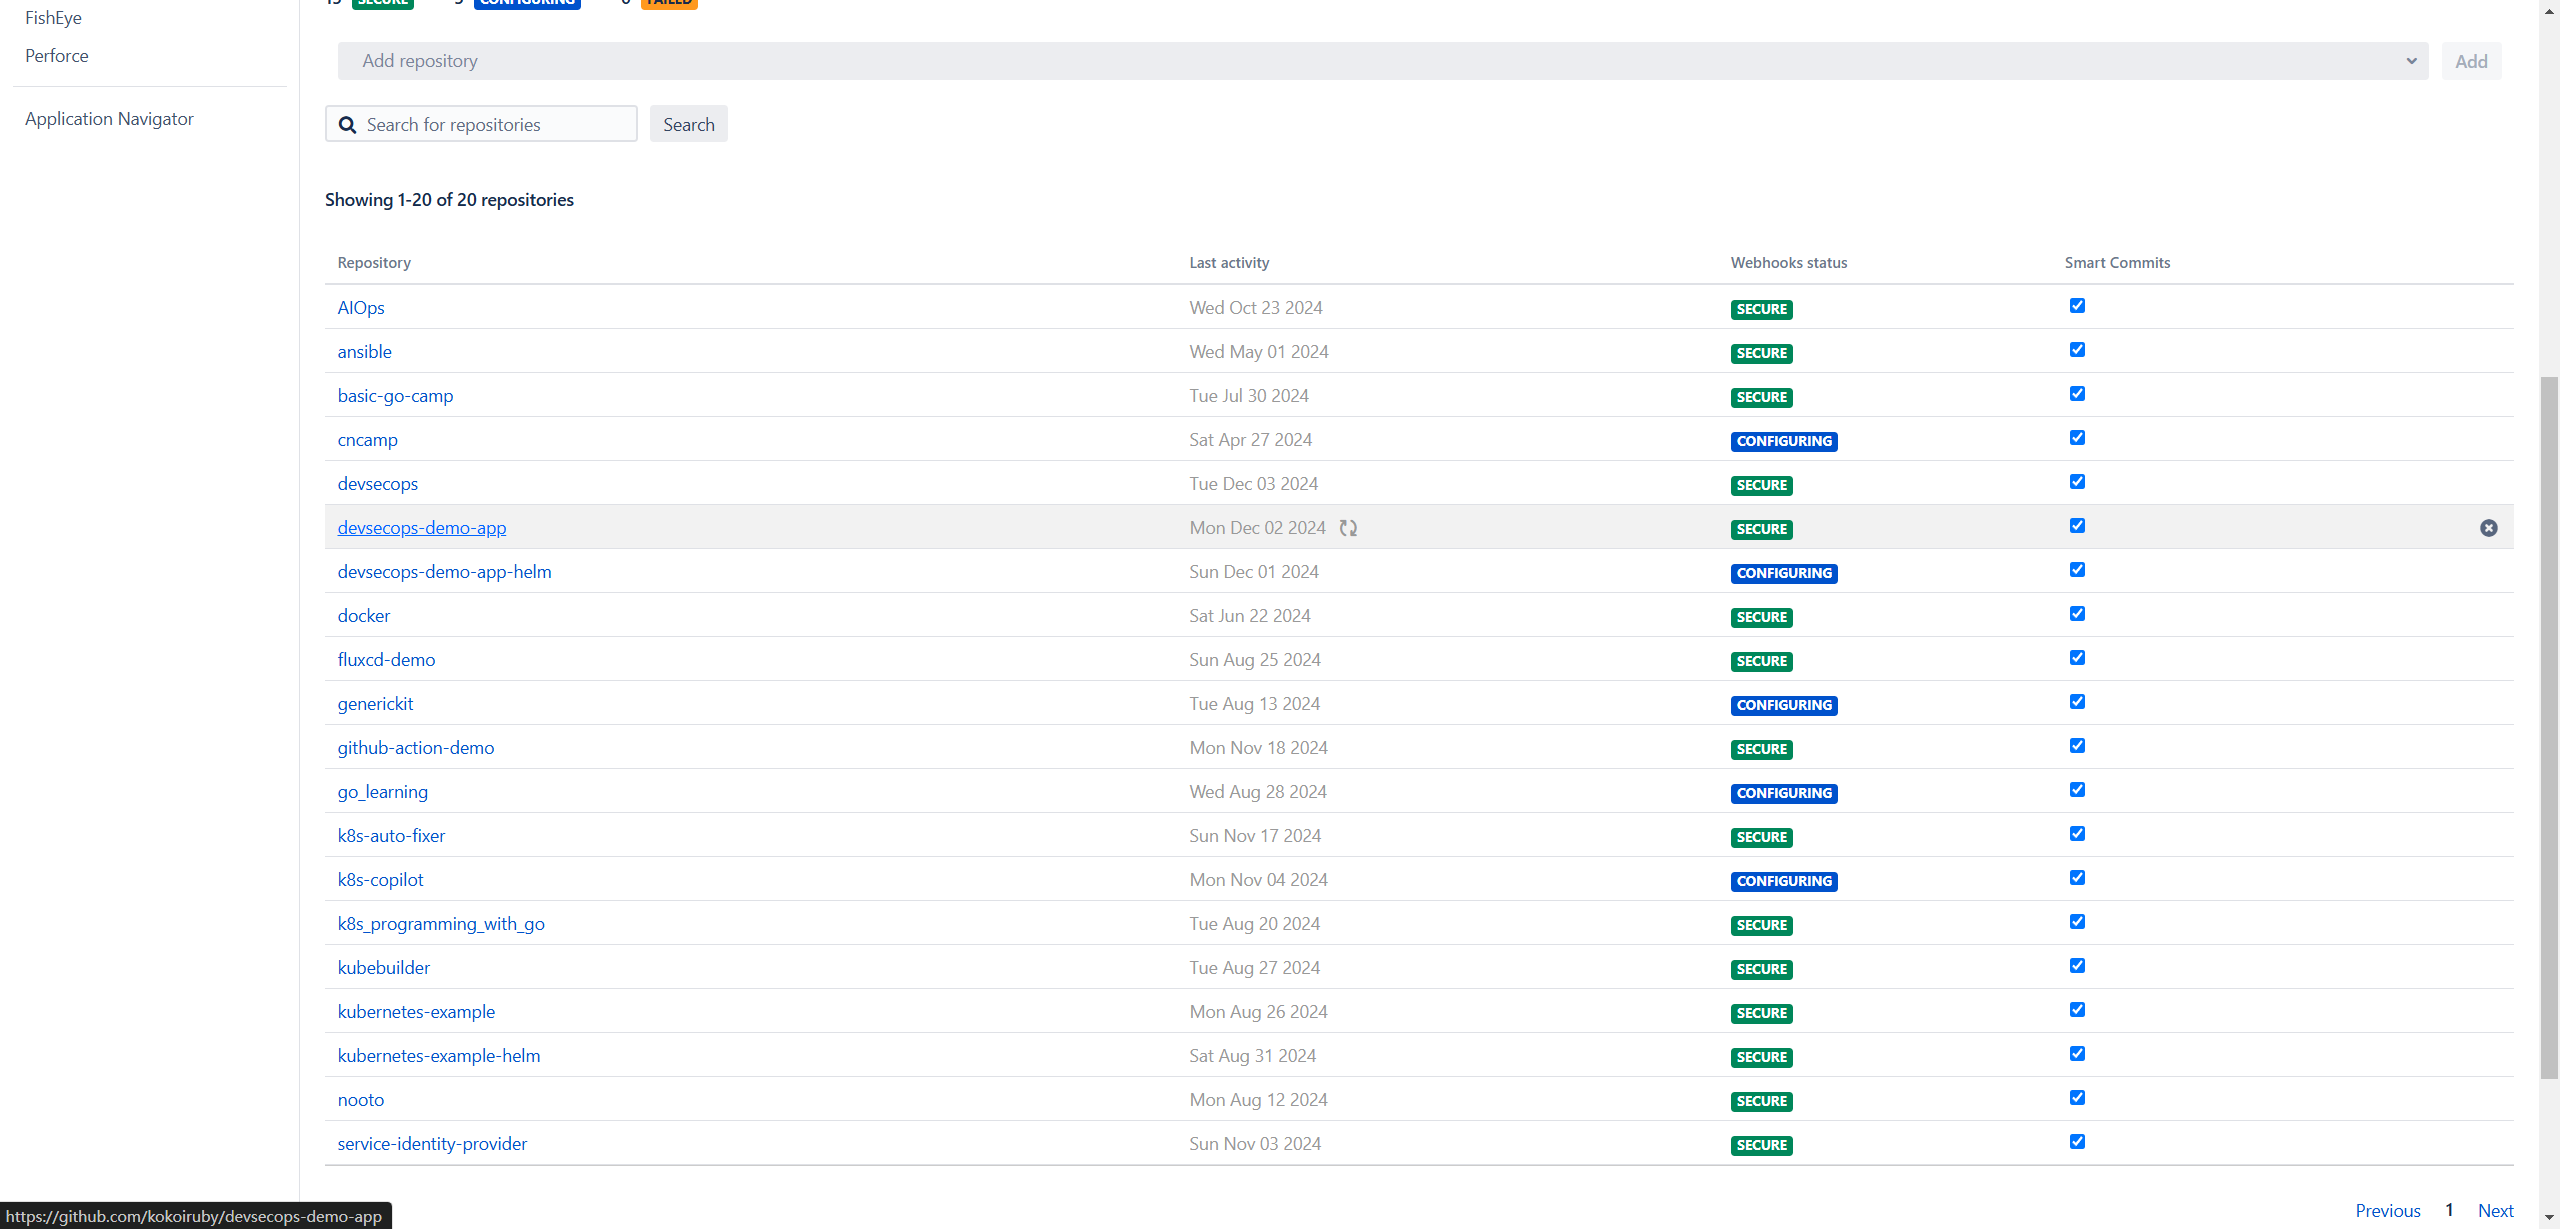 FishEye
Perforce
Application Navigator
15 SECURE 5 CONFIGURING 0 FAILED
Add repository Add
Search for repositories Search
Showing 1-20 of 20 repositories
Repository Last activity Webhooks status Smart Commits
AIOps Wed Oct 23 2024 SECURE
ansible Wed May 01 2024 SECURE
basic-go-camp Tue Jul 30 2024 SECURE
cncamp Sat Apr 27 2024 CONFIGURING
devsecops Tue Dec 03 2024 SECURE
devsecops-demo-app Mon Dec 02 2024 SECURE
devsecops-demo-app-helm Sun Dec 01 2024 CONFIGURING
docker Sat Jun 22 2024 SECURE
fluxcd-demo Sun Aug 25 2024 SECURE
generickit Tue Aug 13 2024 CONFIGURING
github-action-demo Mon Nov 18 2024 SECURE
go_learning Wed Aug 28 2024 CONFIGURING
k8s-auto-fixer Sun Nov 17 2024 SECURE
k8s-copilot Mon Nov 04 2024 CONFIGURING
k8s_programming_with_go Tue Aug 20 2024 SECURE
kubebuilder Tue Aug 27 2024 SECURE
kubernetes-example Mon Aug 26 2024 SECURE
kubernetes-example-helm Sat Aug 31 2024 SECURE
nooto Mon Aug 12 2024 SECURE
service-identity-provider Sun Nov 03 2024 SECURE
Previous 1 Next
https://github.com/kokoiruby/devsecops-demo-app